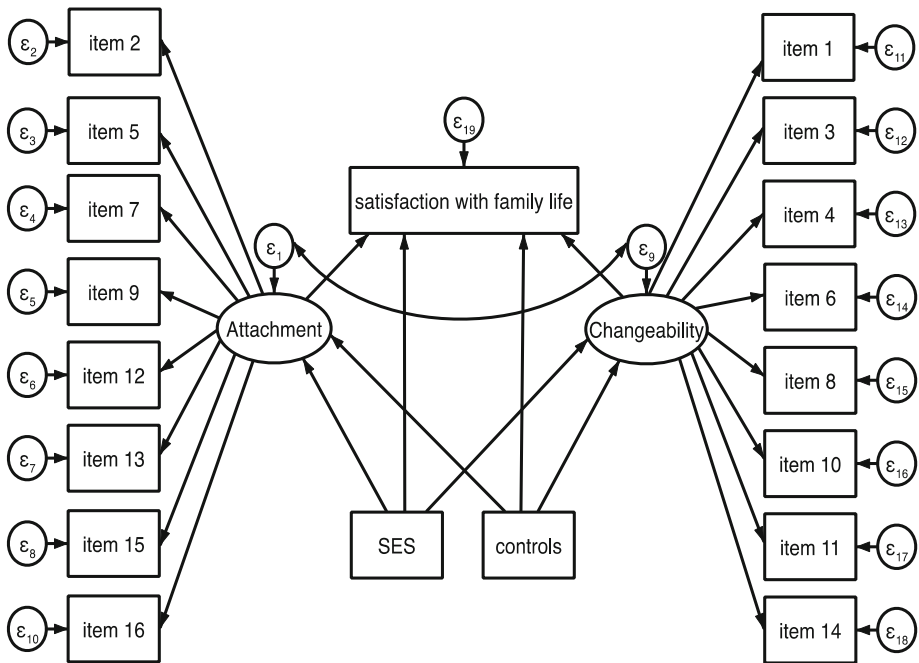 ε2
item 2
item 1
ε11
ε3
item 5
ε19
item 3
ε12
ε4
item 7
satisfaction with family life
item 4
ε13
ε1
ε9
ε5
item 9
item 6
ε14
Attachment
Changeability
ε6
item 12
item 8
ε15
ε7
item 13
item 10
ε16
ε8
item 15
SES
controls
item 11
ε17
ε10
item 16
item 14
ε18